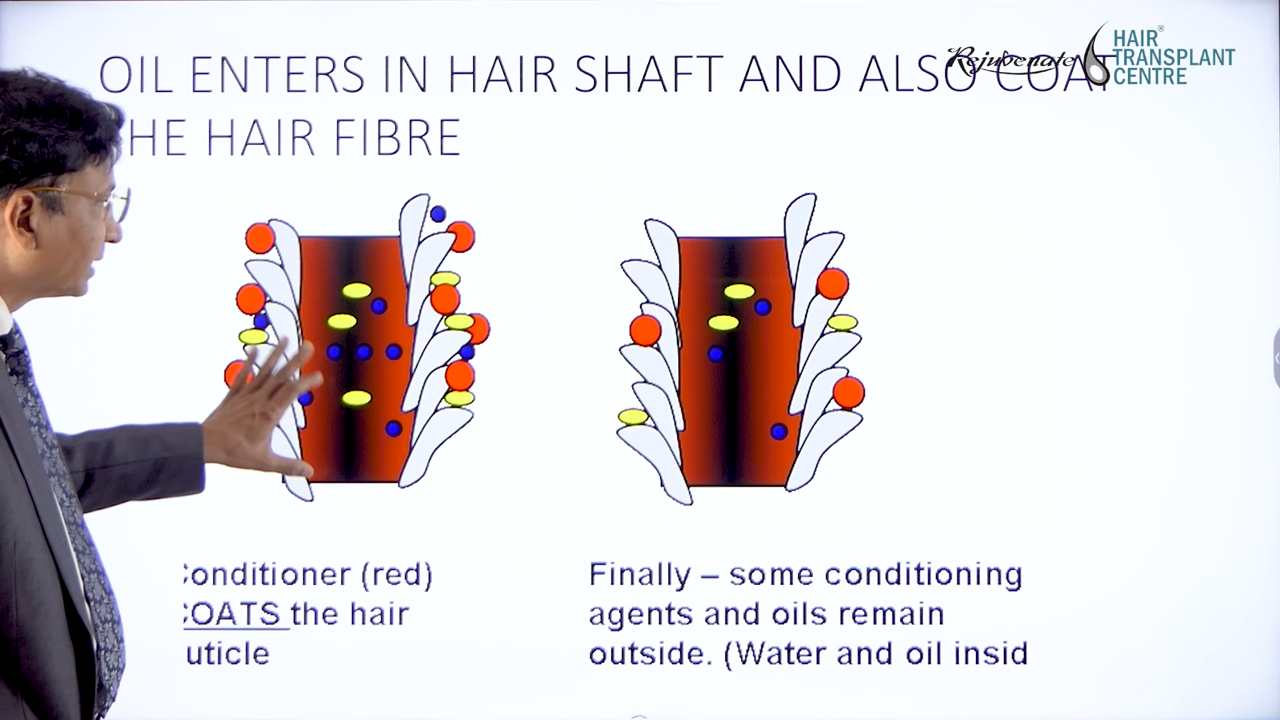 OIL ENTERS IN HAIR SHAFT AND ALSO COAT
HE HAIR FIBRE
Rejuvenate
HAIR
TRANSPLANT
CENTRE
onditioner (red)
OATS the hair
uticle
Finally – some conditioning
agents and oils remain
outside. (Water and oil insid